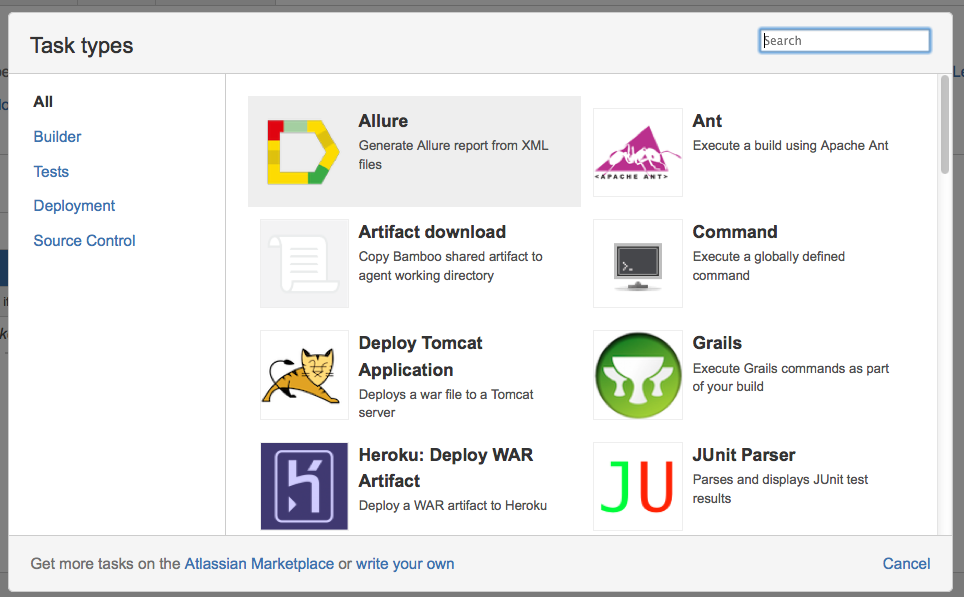 Task types
Search
All
Builder
Tests
Deployment
Source Control
Allure
Generate Allure report from XML
files
Ant
Execute a build using Apache Ant
<APACHE ANT>
Artifact download
Copy Bamboo shared artifact to
agent working directory
Command
Execute a globally defined
command
>_
Deploy Tomcat
Application
Deploys a war file to a Tomcat
server
Grails
Execute Grails commands as part
of your build
Heroku: Deploy WAR
Artifact
Deploy a WAR artifact to Heroku
JU
JUnit Parser
Parses and displays JUnit test
results
Get more tasks on the Atlassian Marketplace or write your own
Cancel